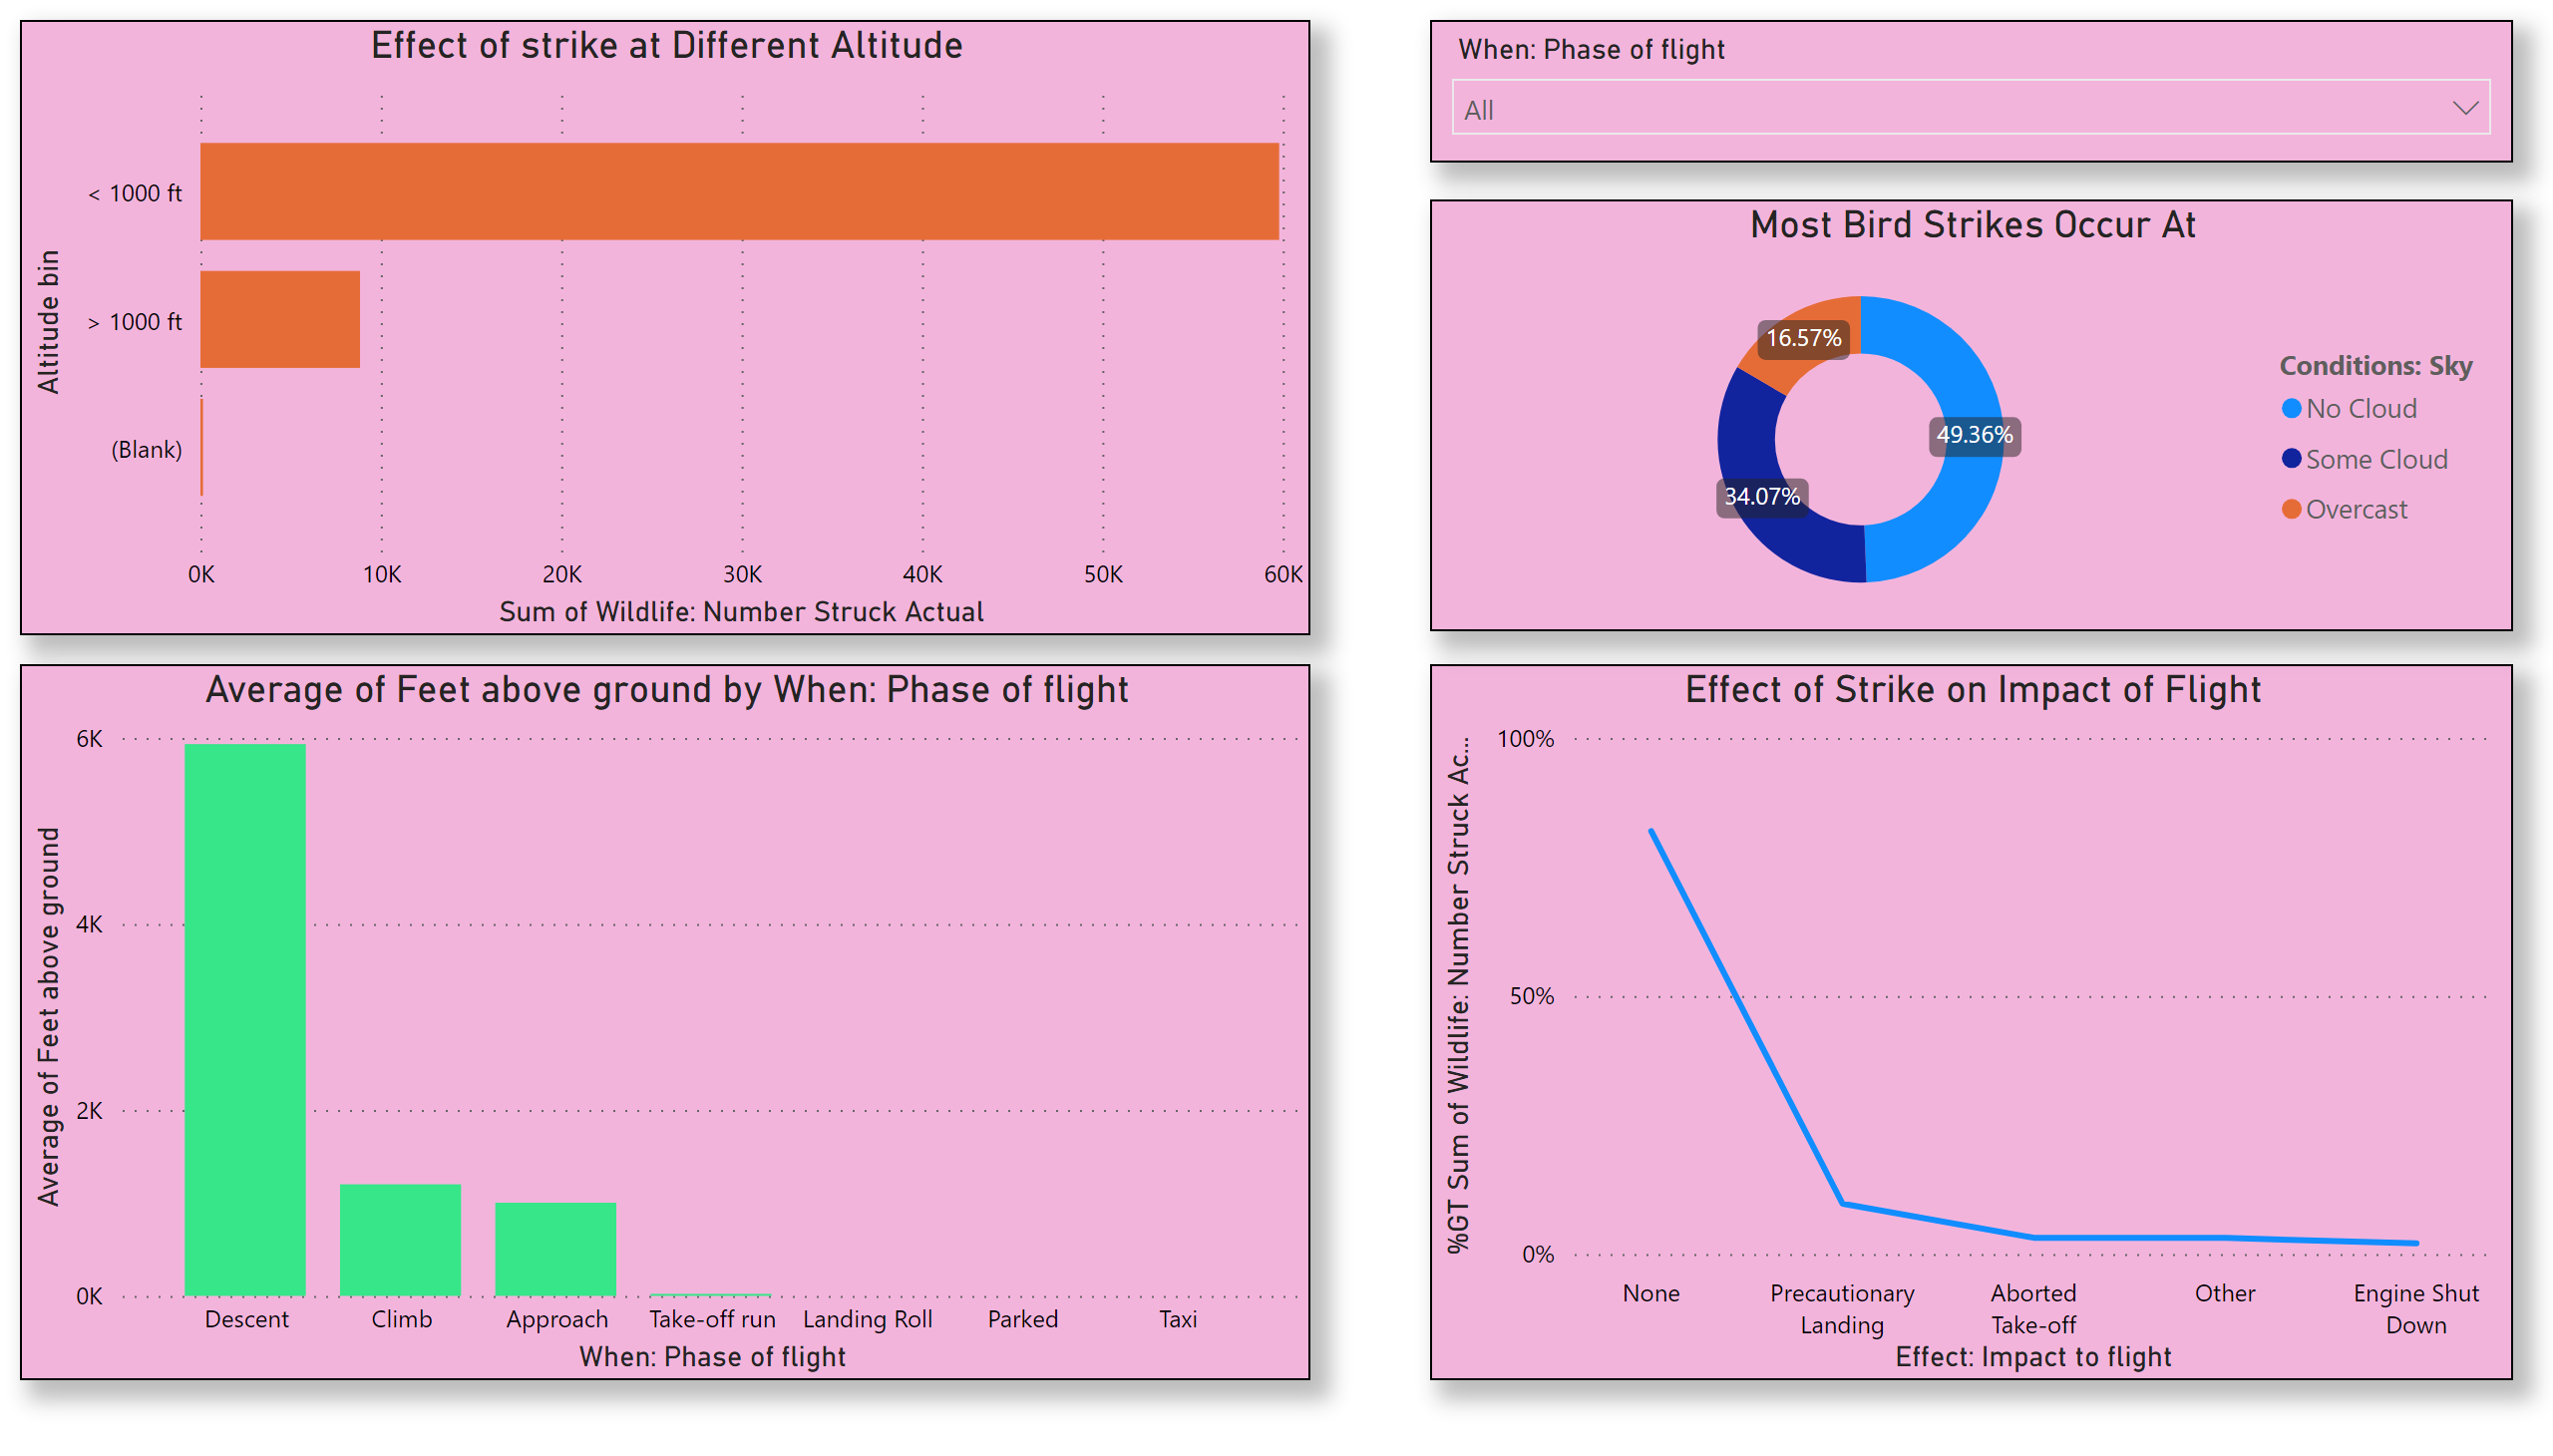 Effect of strike at Different Altitude
Altitude bin
< 1000 ft
> 1000 ft
(Blank)
0K 10K 20K 30K 40K 50K 60K
Sum of Wildlife: Number Struck Actual
When: Phase of flight
All
Most Bird Strikes Occur At
16.57%
49.36%
34.07%
Conditions: Sky
No Cloud
Some Cloud
Overcast
Average of Feet above ground by When: Phase of flight
Average of Feet above ground
6K
4K
2K
0K
Descent Climb Approach Take-off run Landing Roll Parked Taxi
When: Phase of flight
Effect of Strike on Impact of Flight
%GT Sum of Wildlife: Number Struck Ac...
100%
50%
0%
None Precautionary Aborted Other Engine Shut
Landing Take-off Down
Effect: Impact to flight